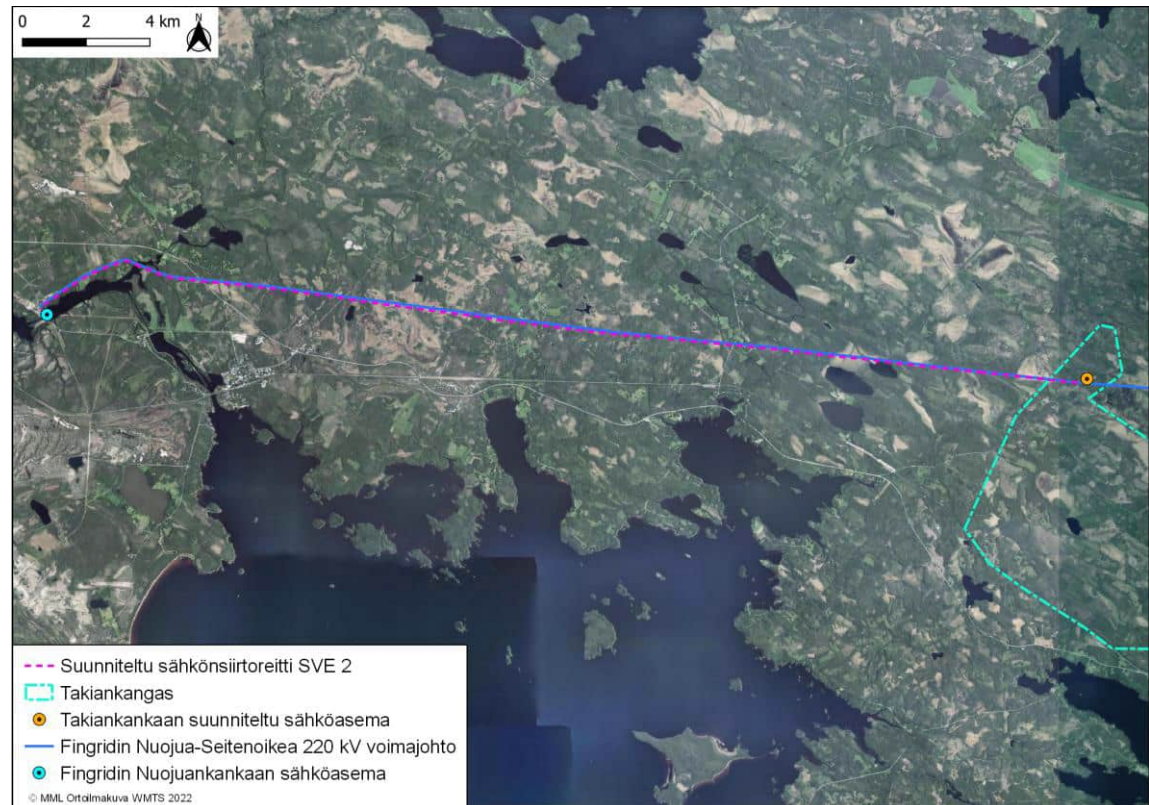 0 2 4 km
N
Suunniteltu sähkönsiirtoreitti SVE 2
Takiankangas
Takiankankaan suunniteltu sähköasema
Fingridin Nuojua-Seitenoikea 220 kV voimajohto
Fingridin Nuojuankankaan sähköasema
© MML Ortoilmakuva WMTS 2022